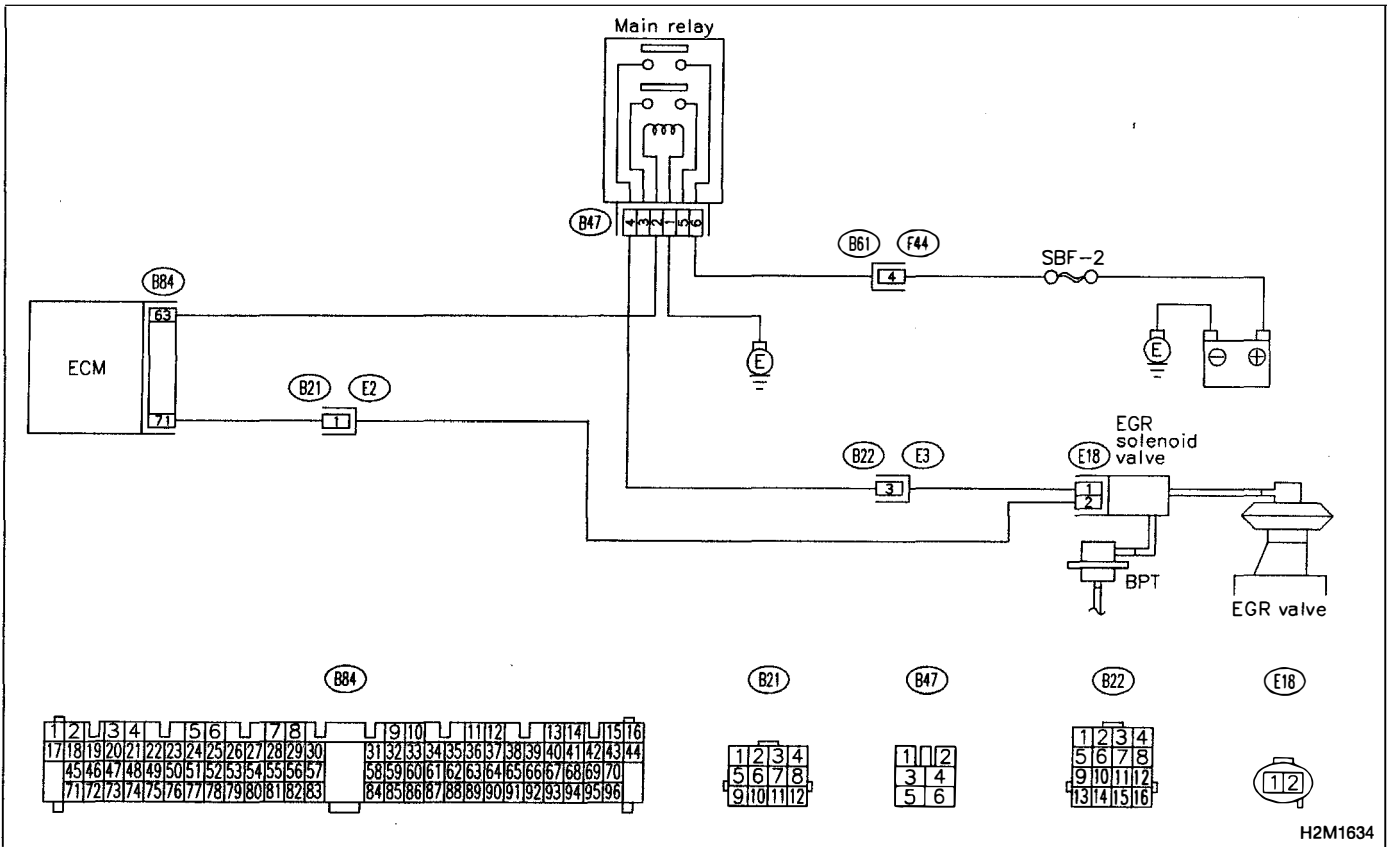 Main relay
B47
4 3 2 1 5 6
B61 F44
4
SBF-2
B84
63
ECM
71
B21 E2
1
E
E
⊖ ⊕
EGR
solenoid
valve
B22 E3
3
E18
1
2
BPT
EGR valve
B84
1 2 3 4 5 6 7 8 9 10 11 12 13 14 15 16
17 18 19 20 21 22 23 24 25 26 27 28 29 30 31 32 33 34 35 36 37 38 39 40 41 42 43 44
45 46 47 48 49 50 51 52 53 54 55 56 57 58 59 60 61 62 63 64 65 66 67 68 69 70
71 72 73 74 75 76 77 78 79 80 81 82 83 84 85 86 87 88 89 90 91 92 93 94 95 96
B21
1 2 3 4
5 6 7 8
9 10 11 12
B47
1 2
3 4
5 6
B22
1 2 3 4
5 6 7 8
9 10 11 12
13 14 15 16
E18
1 2
H2M1634